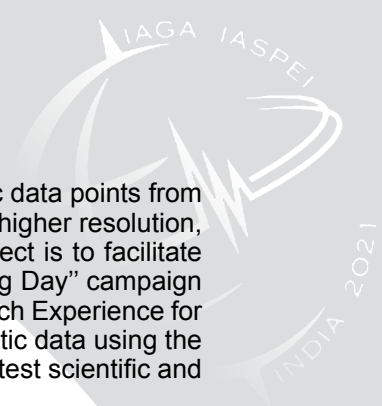 IAGA IASPEI
INDIA 2021
c data points from
higher resolution,
ect is to facilitate
g Day” campaign
ch Experience for
tic data using the
test scientific and